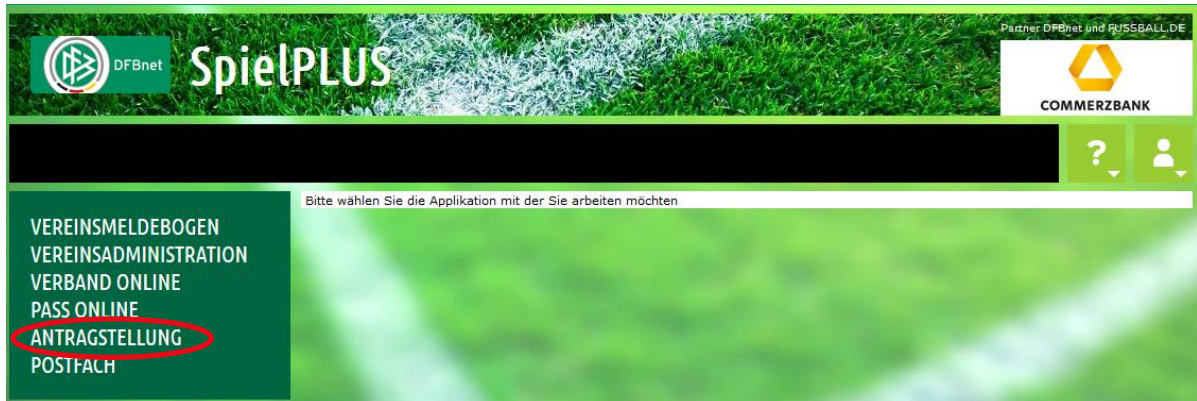 Partner DFBnet und FUSSBALL.DE
DFBnet
SpielPLUS
COMMERZBANK
?
Bitte wählen Sie die Applikation mit der Sie arbeiten möchten
VEREINSMELDEBOGEN
VEREINSADMINISTRATION
VERBAND ONLINE
PASS ONLINE
ANTRAGSTELLUNG
POSTFACH